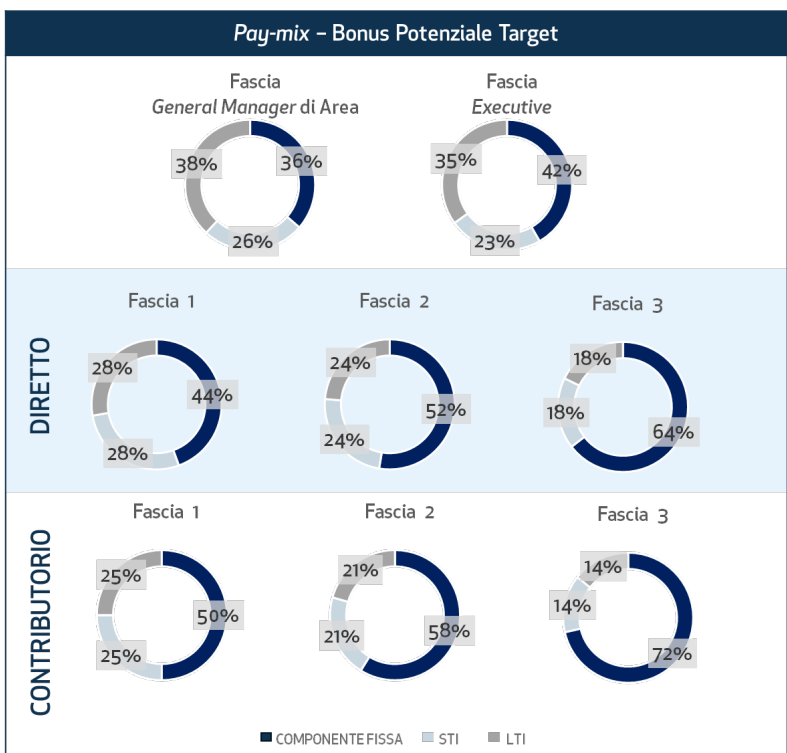 Pay-mix – Bonus Potenziale Target
Fascia
General Manager di Area
Fascia
Executive
38%
36%
26%
35%
42%
23%
DIRETTO
Fascia 1
Fascia 2
Fascia 3
28%
44%
28%
24%
52%
24%
18%
18%
64%
CONTRIBUTORIO
Fascia 1
Fascia 2
Fascia 3
25%
50%
25%
21%
58%
21%
14%
14%
72%
COMPONENTE FISSA
STI
LTI